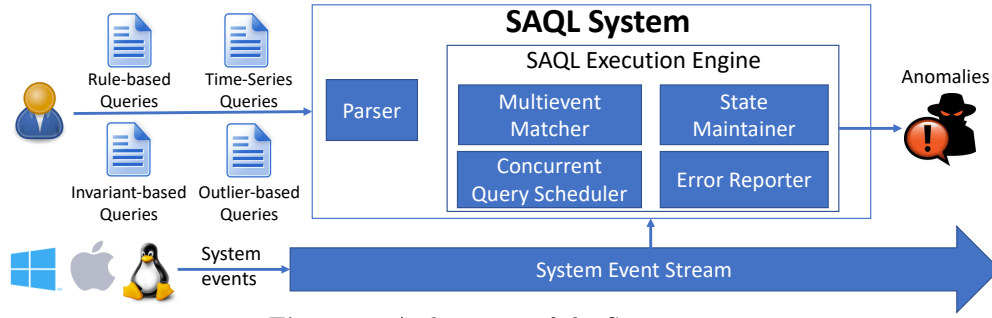 SAQL System
SAQL Execution Engine
Rule-based
Queries
Time-Series
Queries
Invariant-based
Queries
Outlier-based
Queries
Parser
Multievent
Matcher
State
Maintainer
Concurrent
Query Scheduler
Error Reporter
Anomalies
System
events
System Event Stream